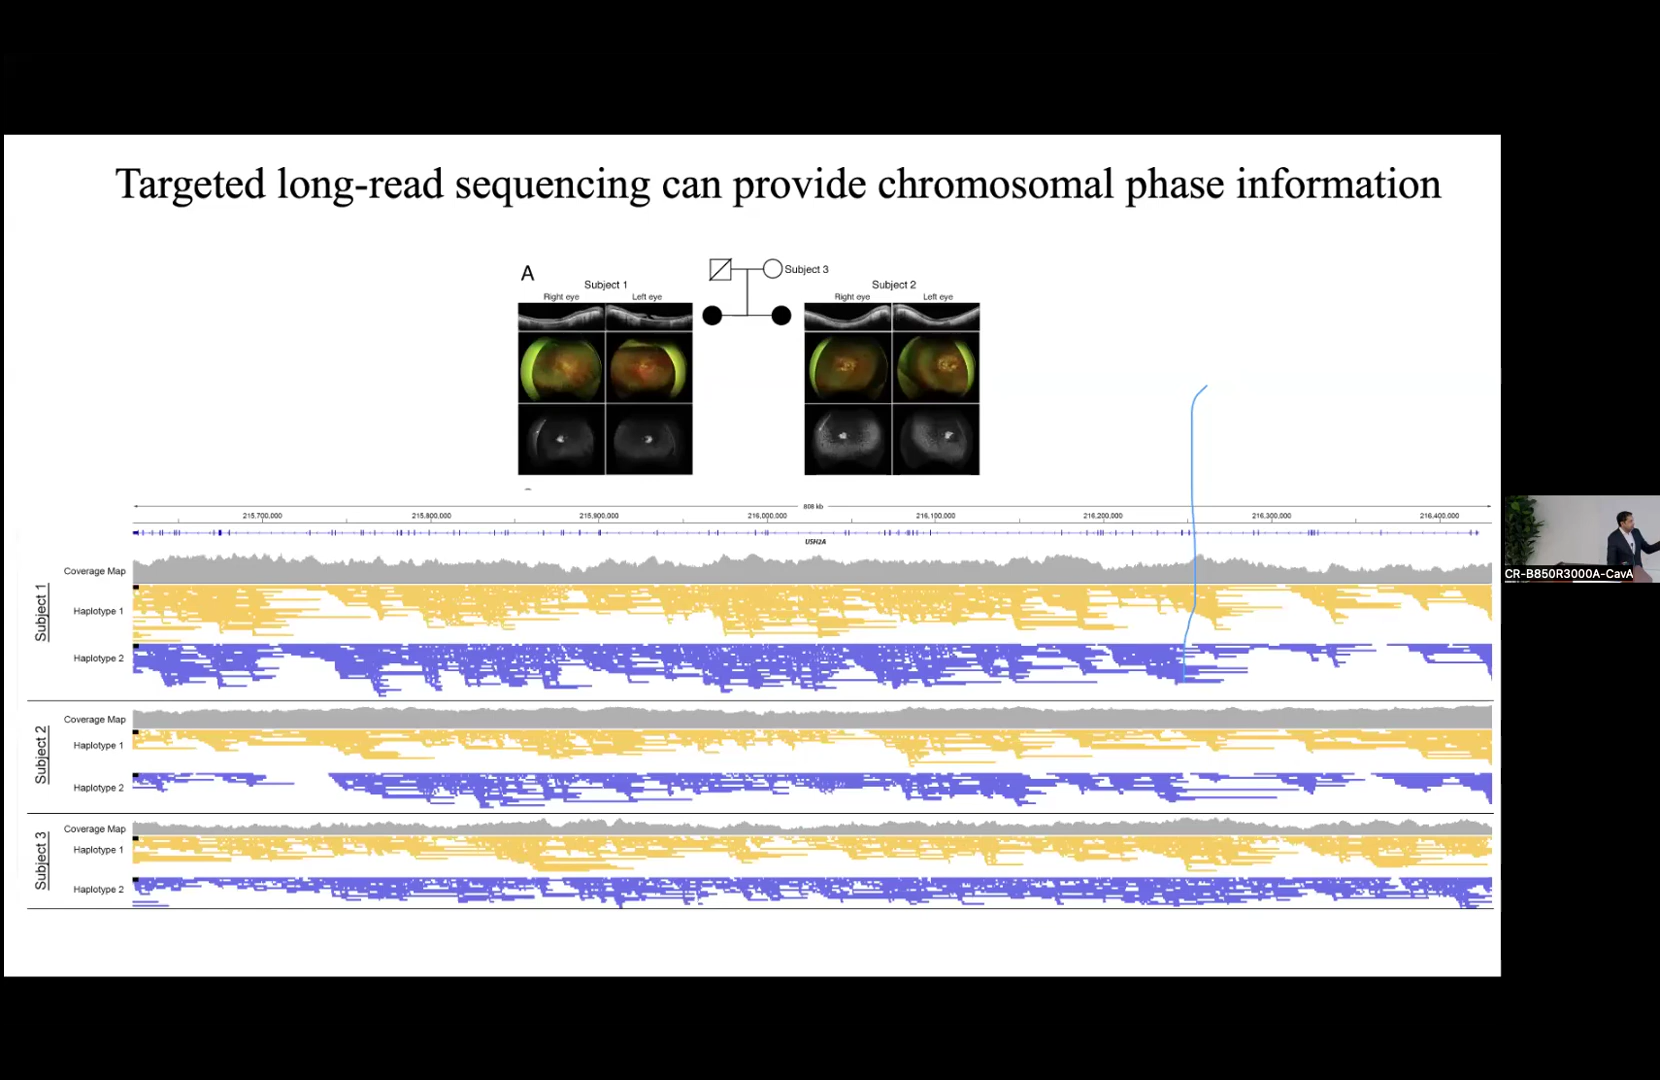 Targeted long-read sequencing can provide chromosomal phase information
A
Subject 3
Subject 1
Subject 2
Right eye
Left eye
Right eye
Left eye
808 kb
215,700,000
215,800,000
215,900,000
216,000,000
216,100,000
216,200,000
216,300,000
216,400,000
USH2A
Subject 1
Coverage Map
Haplotype 1
Haplotype 2
Subject 2
Coverage Map
Haplotype 1
Haplotype 2
Subject 3
Coverage Map
Haplotype 1
Haplotype 2
CR-B850R3000A-CavA